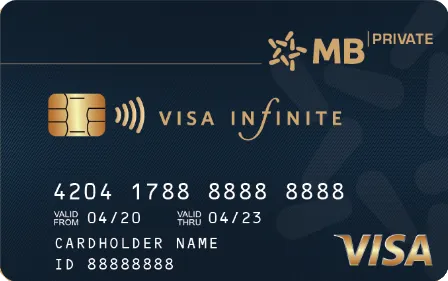 MB | PRIVATE
VISA INFINITE
4204 1788 8888 8888
VALID FROM 04/20 VALID THRU 04/23
CARDHOLDER NAME
ID 88888888
VISA